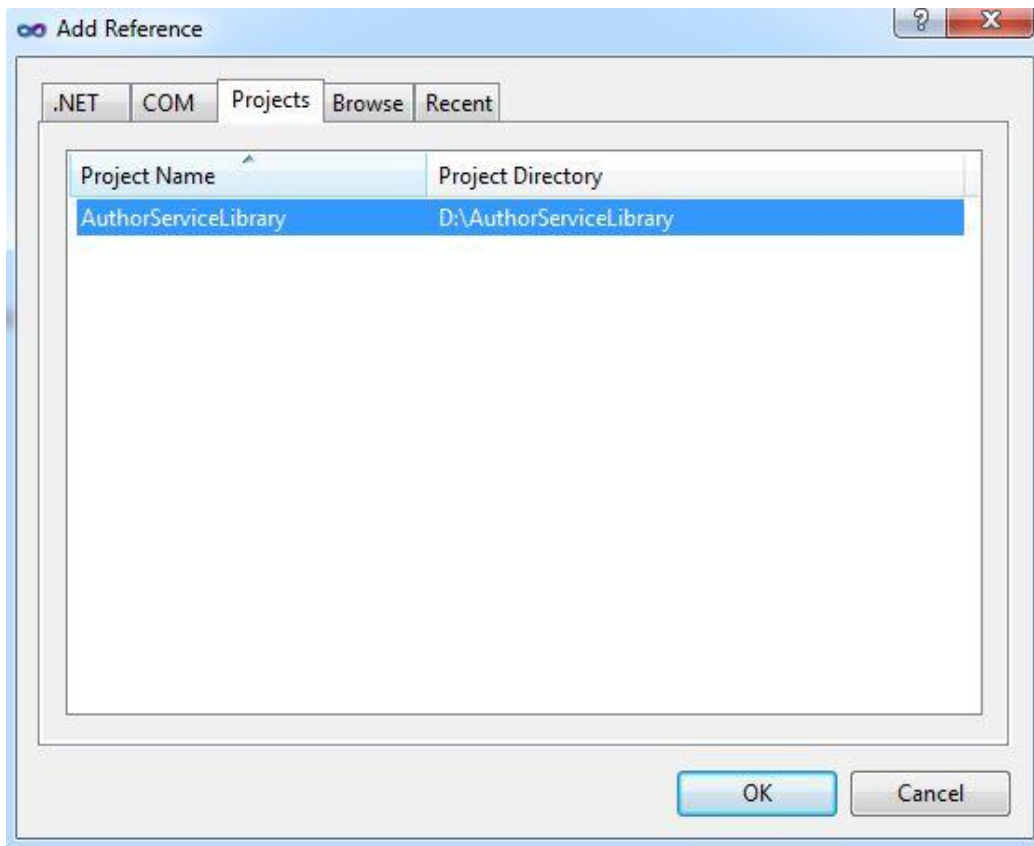 Add Reference
.NET COM Projects Browse Recent
Project Name Project Directory
AuthorServiceLibrary D:\AuthorServiceLibrary
OK Cancel